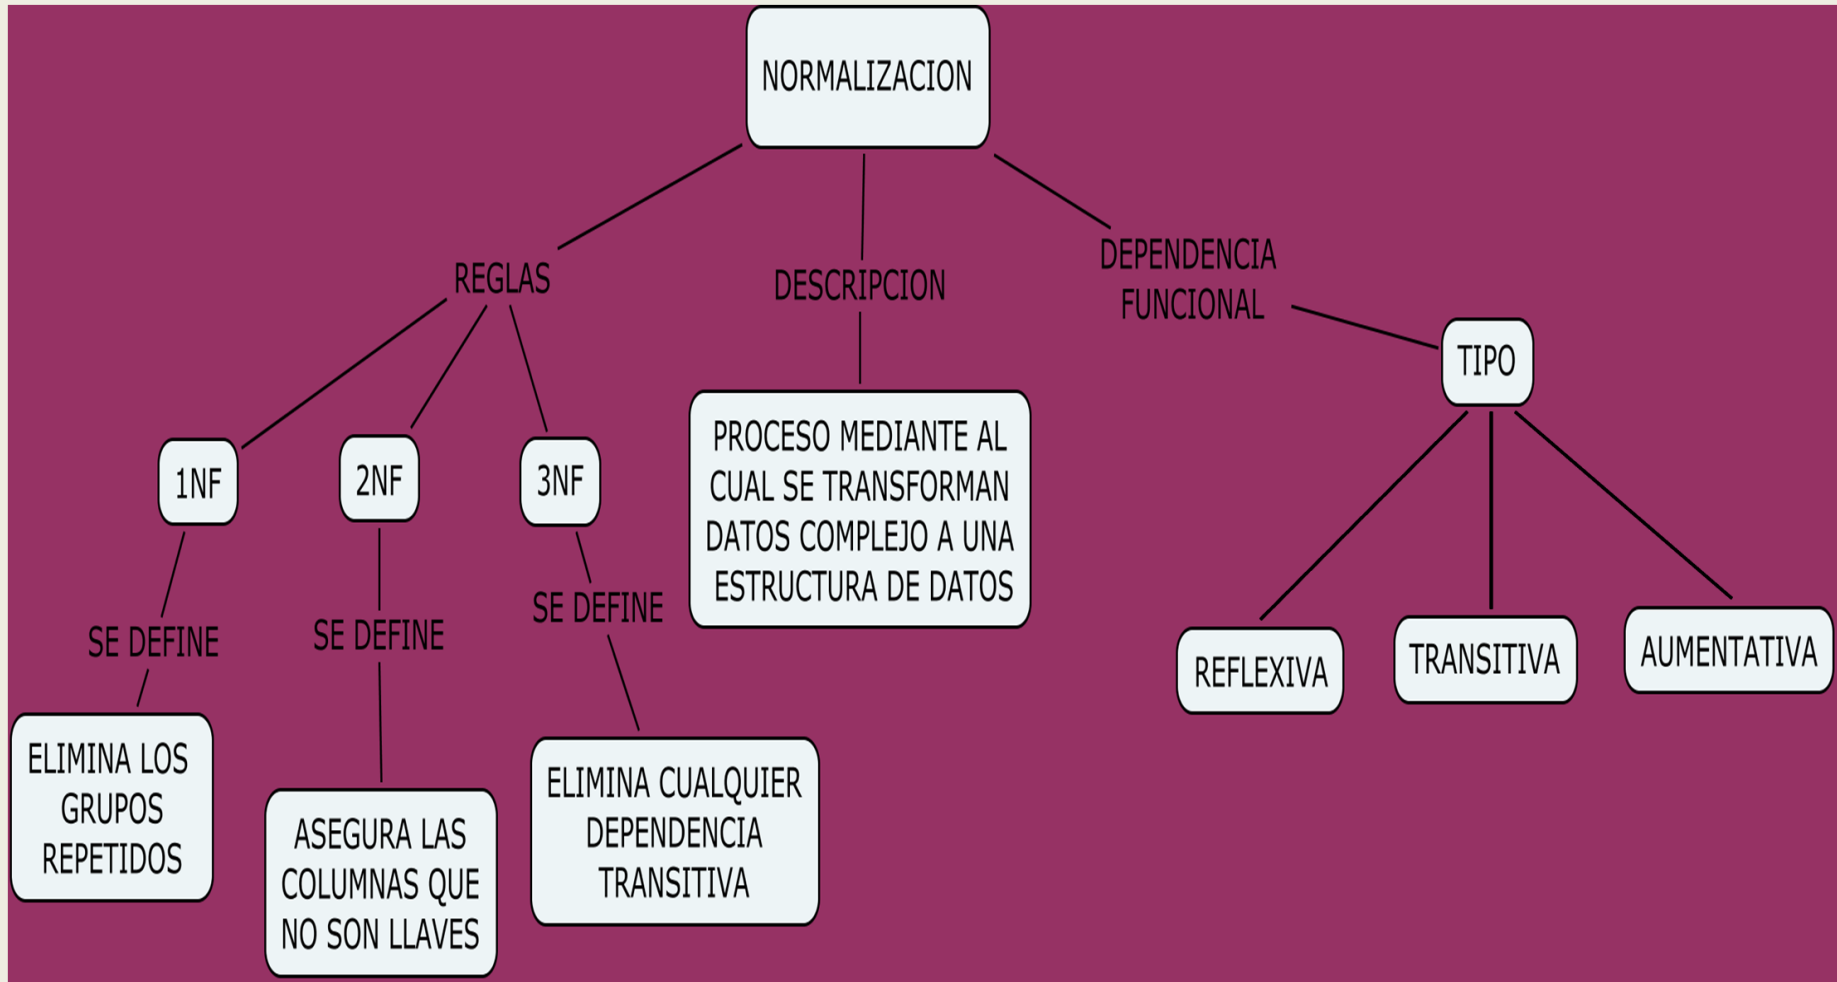 NORMALIZACION
REGLAS
DESCRIPCION
DEPENDENCIA
FUNCIONAL
TIPO
1NF
2NF
3NF
PROCESO MEDIANTE AL
CUAL SE TRANSFORMAN
DATOS COMPLEJO A UNA
ESTRUCTURA DE DATOS
SE DEFINE
SE DEFINE
SE DEFINE
REFLEXIVA
TRANSITIVA
AUMENTATIVA
ELIMINA LOS
GRUPOS
REPETIDOS
ASEGURA LAS
COLUMNAS QUE
NO SON LLAVES
ELIMINA CUALQUIER
DEPENDENCIA
TRANSITIVA